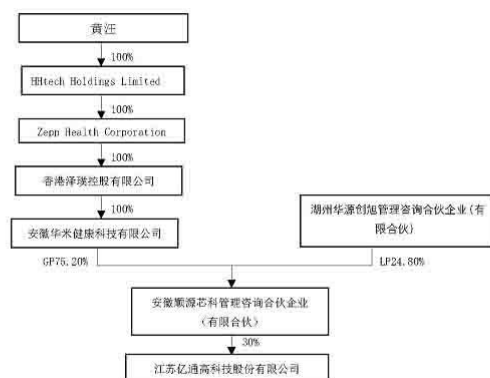 黄汪
100%
HHtech Holdings Limited
100%
Zepp Health Corporation
100%
香港泽璞控股有限公司
100%
安徽华米健康科技有限公司
湖州华源创旭管理咨询合伙企业(有
限合伙)
GP75.20%
LP24.80%
安徽顺源芯科管理咨询合伙企业
(有限合伙)
30%
江苏亿通高科技股份有限公司